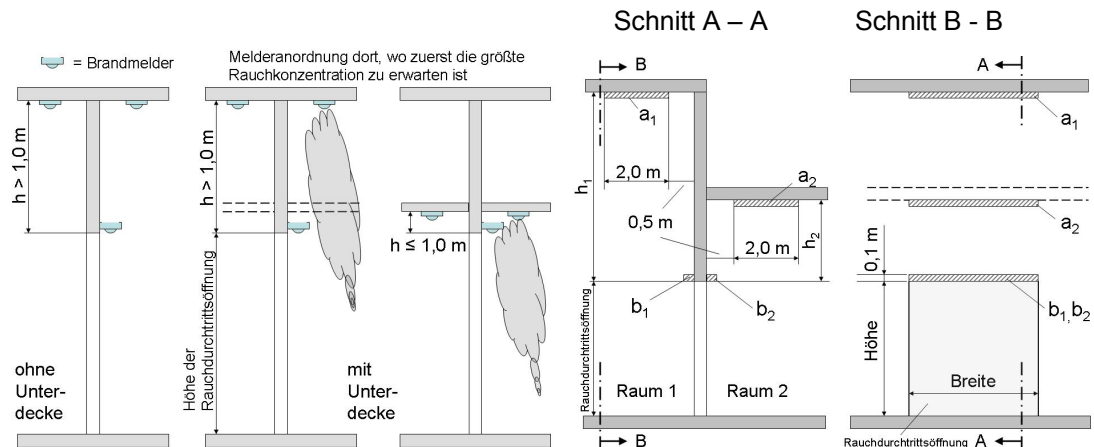 = Brandmelder
Melderanordnung dort, wo zuerst die größte
Rauchkonzentration zu erwarten ist
h > 1,0 m
ohne
Unter-
decke
h > 1,0 m
Höhe der
Rauchdurchtrittsöffnung
h ≤ 1,0 m
mit
Unter-
decke
Schnitt A – A
B
a₁
h₁
2,0 m
a₂
0,5 m
2,0 m
h₂
b₁
b₂
Rauchdurchtrittsöffnung
Raum 1
Raum 2
B
Schnitt B - B
A
a₁
a₂
0,1 m
b₁,b₂
Höhe
Breite
Rauchdurchtrittsöffnung
A